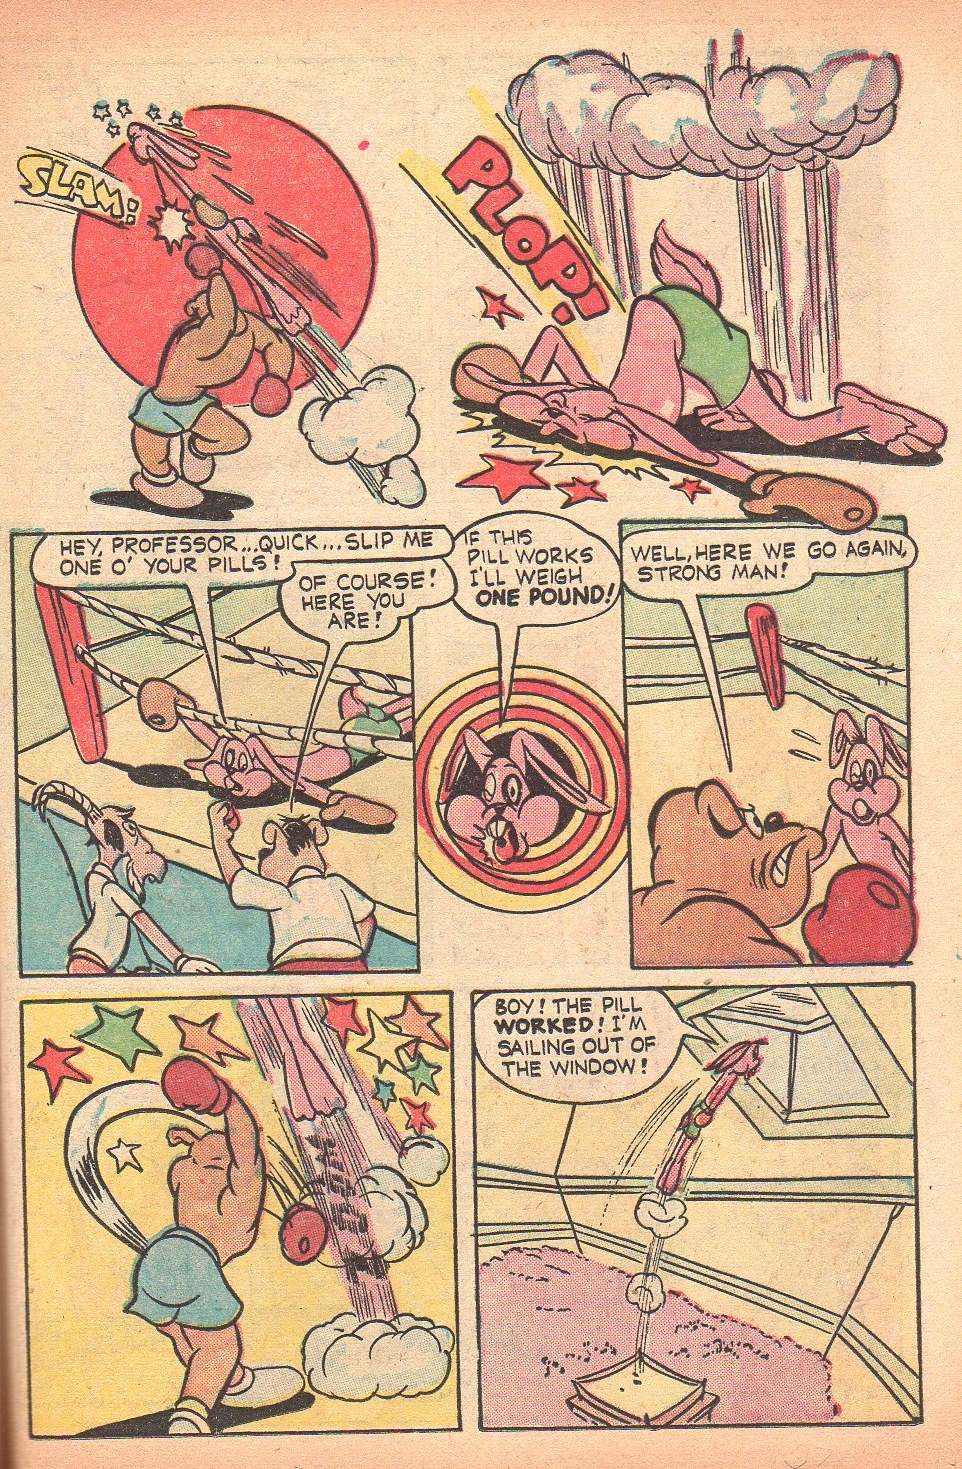 SLAM!
PLOP!
HEY, PROFESSOR...QUICK...SLIP ME
ONE O' YOUR PILLS!
OF COURSE!
HERE YOU
ARE!
IF THIS
PILL WORKS
I'LL WEIGH
ONE POUND!
WELL, HERE WE GO AGAIN,
STRONG MAN!
BOY! THE PILL
WORKED! I'M
SAILING OUT OF
THE WINDOW!